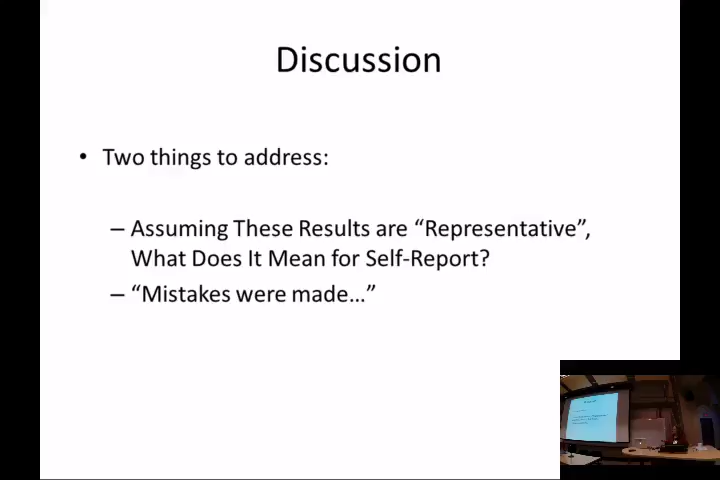 Discussion
• Two things to address:
– Assuming These Results are “Representative”,
What Does It Mean for Self-Report?
– “Mistakes were made…”